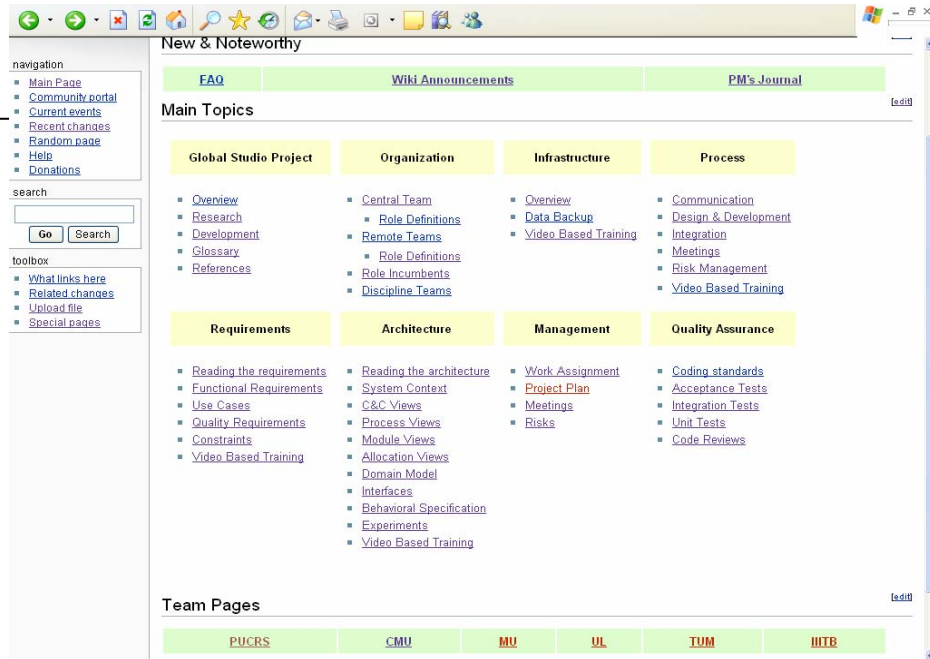 New & Noteworthy
navigation
Main Page
Community portal
Current events
Recent changes
Random page
Help
Donations
search
Go Search
toolbox
What links here
Related changes
Upload file
Special pages
FAQ Wiki Announcements PM's Journal
[edit]
Main Topics
Global Studio Project Organization Infrastructure Process
Overview
Research
Development
Glossary
References
Central Team
Role Definitions
Remote Teams
Role Definitions
Role Incumbents
Discipline Teams
Overview
Data Backup
Video Based Training
Communication
Design & Development
Integration
Meetings
Risk Management
Video Based Training
Requirements Architecture Management Quality Assurance
Reading the requirements
Functional Requirements
Use Cases
Quality Requirements
Constraints
Video Based Training
Reading the architecture
System Context
C&C Views
Process Views
Module Views
Allocation Views
Domain Model
Interfaces
Behavioral Specification
Experiments
Video Based Training
Work Assignment
Project Plan
Meetings
Risks
Coding standards
Acceptance Tests
Integration Tests
Unit Tests
Code Reviews
[edit]
Team Pages
PUCRS CMU MU UL TUM IIITB